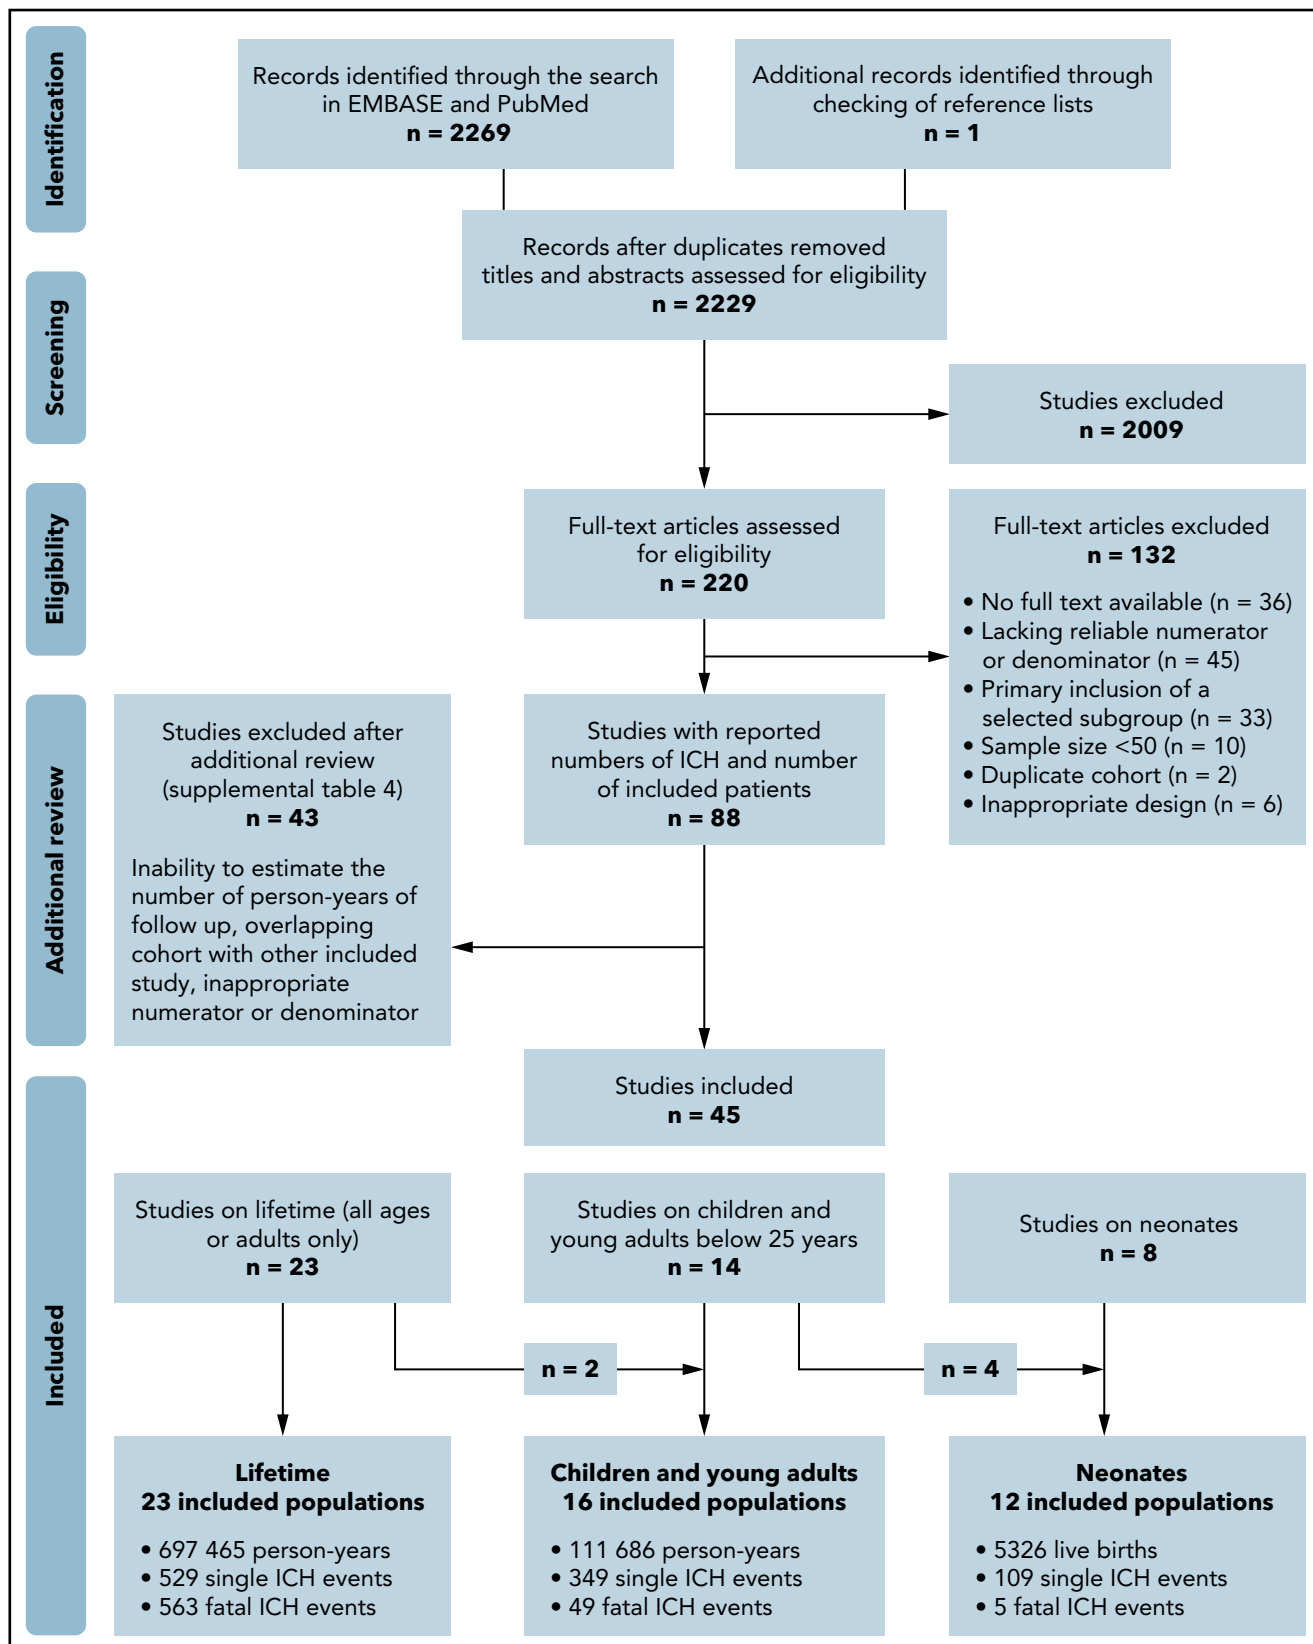 Identification
Records identified through the search
in EMBASE and PubMed
n = 2269
Additional records identified through
checking of reference lists
n = 1
Screening
Records after duplicates removed
titles and abstracts assessed for eligibility
n = 2229
Studies excluded
n = 2009
Eligibility
Full-text articles assessed
for eligibility
n = 220
Full-text articles excluded
n = 132
• No full text available (n = 36)
• Lacking reliable numerator
or denominator (n = 45)
• Primary inclusion of a
selected subgroup (n = 33)
• Sample size <50 (n = 10)
• Duplicate cohort (n = 2)
• Inappropriate design (n = 6)
Additional review
Studies excluded after
additional review
(supplemental table 4)
n = 43
Inability to estimate the
number of person-years of
follow up, overlapping
cohort with other included
study, inappropriate
numerator or denominator
Studies with reported
numbers of ICH and number
of included patients
n = 88
Included
Studies included
n = 45
Studies on lifetime (all ages
or adults only)
n = 23
Studies on children and
young adults below 25 years
n = 14
Studies on neonates
n = 8
n = 2
n = 4
Lifetime
23 included populations
• 697 465 person-years
• 529 single ICH events
• 563 fatal ICH events
Children and young adults
16 included populations
• 111 686 person-years
• 349 single ICH events
• 49 fatal ICH events
Neonates
12 included populations
• 5326 live births
• 109 single ICH events
• 5 fatal ICH events